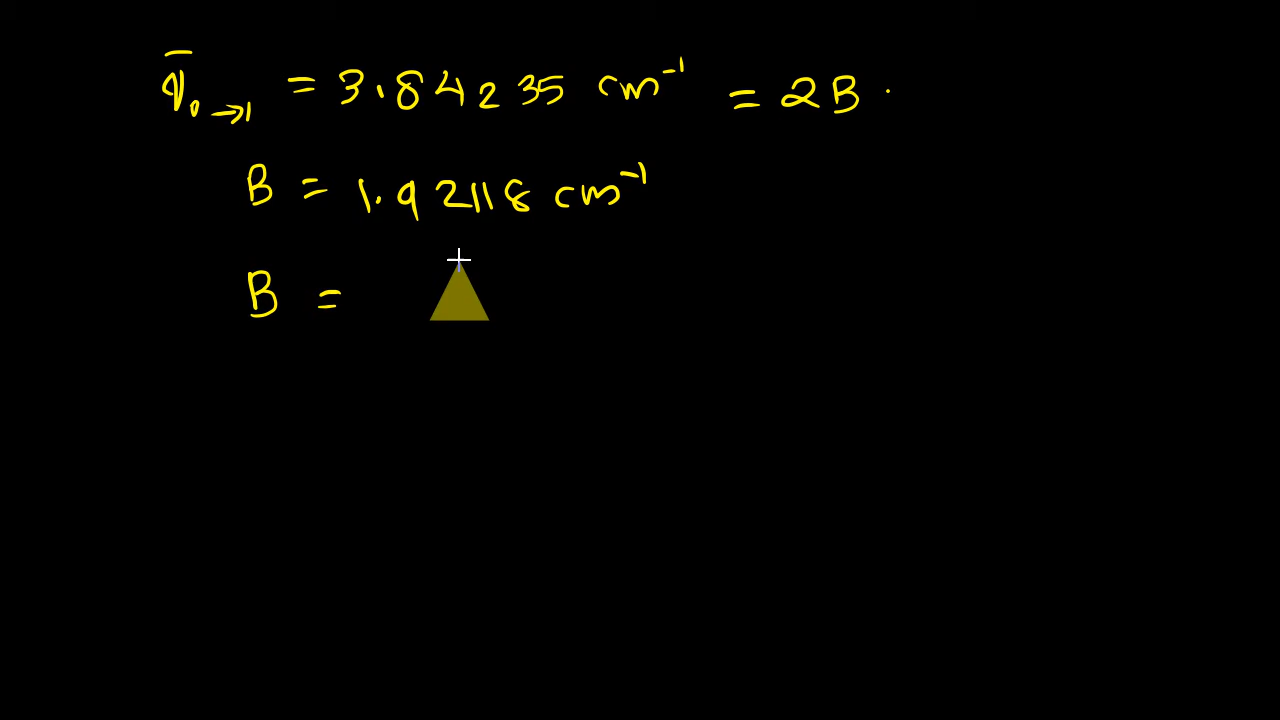 ν̄₀→₁ = 3.84235 cm⁻¹ = 2B .
B = 1.92118 cm⁻¹
B =